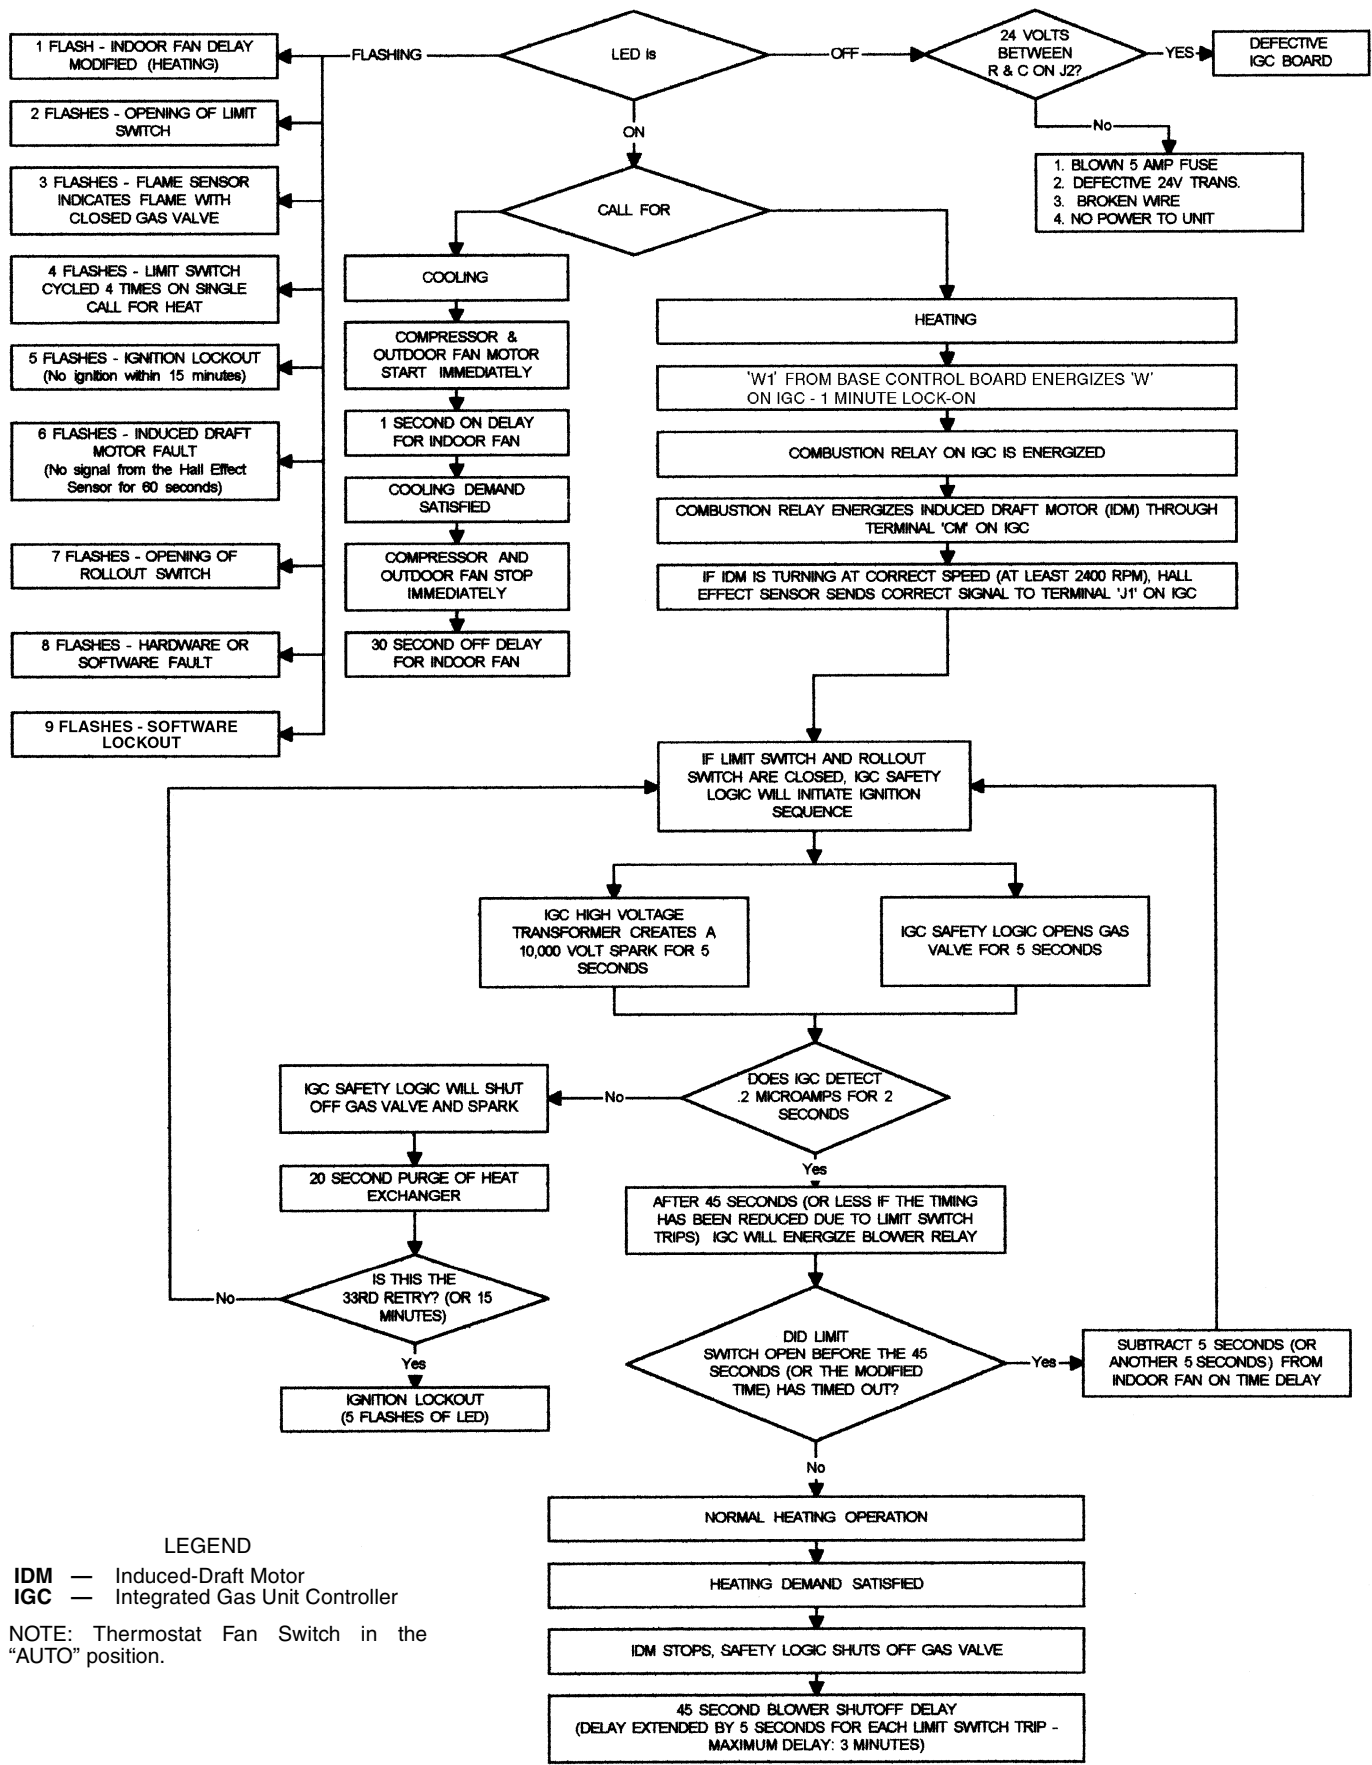 1 FLASH - INDOOR FAN DELAY
MODIFIED (HEATING)
FLASHING
LED is
OFF
24 VOLTS
BETWEEN
R & C ON J2?
YES
DEFECTIVE
IGC BOARD
2 FLASHES - OPENING OF LIMIT
SWITCH
ON
No
3 FLASHES - FLAME SENSOR
INDICATES FLAME WITH
CLOSED GAS VALVE
1. BLOWN 5 AMP FUSE
2. DEFECTIVE 24V TRANS.
3. BROKEN WIRE
4. NO POWER TO UNIT
CALL FOR
4 FLASHES - LIMIT SWITCH
CYCLED 4 TIMES ON SINGLE
CALL FOR HEAT
5 FLASHES - IGNITION LOCKOUT
(No ignition within 15 minutes)
6 FLASHES - INDUCED DRAFT
MOTOR FAULT
(No signal from the Hall Effect
Sensor for 60 seconds)
7 FLASHES - OPENING OF
ROLLOUT SWITCH
8 FLASHES - HARDWARE OR
SOFTWARE FAULT
9 FLASHES - SOFTWARE
LOCKOUT
COOLING
COMPRESSOR &
OUTDOOR FAN MOTOR
START IMMEDIATELY
1 SECOND ON DELAY
FOR INDOOR FAN
COOLING DEMAND
SATISFIED
COMPRESSOR AND
OUTDOOR FAN STOP
IMMEDIATELY
30 SECOND OFF DELAY
FOR INDOOR FAN
HEATING
'W1' FROM BASE CONTROL BOARD ENERGIZES 'W'
ON IGC - 1 MINUTE LOCK-ON
COMBUSTION RELAY ON IGC IS ENERGIZED
COMBUSTION RELAY ENERGIZES INDUCED DRAFT MOTOR (IDM) THROUGH
TERMINAL 'CM' ON IGC
IF IDM IS TURNING AT CORRECT SPEED (AT LEAST 2400 RPM), HALL
EFFECT SENSOR SENDS CORRECT SIGNAL TO TERMINAL 'J1' ON IGC
IF LIMIT SWITCH AND ROLLOUT
SWITCH ARE CLOSED, IGC SAFETY
LOGIC WILL INITIATE IGNITION
SEQUENCE
IGC HIGH VOLTAGE
TRANSFORMER CREATES A
10,000 VOLT SPARK FOR 5
SECONDS
IGC SAFETY LOGIC OPENS GAS
VALVE FOR 5 SECONDS
DOES IGC DETECT
.2 MICROAMPS FOR 2
SECONDS
No
IGC SAFETY LOGIC WILL SHUT
OFF GAS VALVE AND SPARK
20 SECOND PURGE OF HEAT
EXCHANGER
IS THIS THE
33RD RETRY? (OR 15
MINUTES)
No
Yes
IGNITION LOCKOUT
(5 FLASHES OF LED)
Yes
AFTER 45 SECONDS (OR LESS IF THE TIMING
HAS BEEN REDUCED DUE TO LIMIT SWITCH
TRIPS) IGC WILL ENERGIZE BLOWER RELAY
DID LIMIT
SWITCH OPEN BEFORE THE 45
SECONDS (OR THE MODIFIED
TIME) HAS TIMED OUT?
Yes
SUBTRACT 5 SECONDS (OR
ANOTHER 5 SECONDS) FROM
INDOOR FAN ON TIME DELAY
No
NORMAL HEATING OPERATION
HEATING DEMAND SATISFIED
IDM STOPS, SAFETY LOGIC SHUTS OFF GAS VALVE
45 SECOND BLOWER SHUTOFF DELAY
(DELAY EXTENDED BY 5 SECONDS FOR EACH LIMIT SWITCH TRIP -
MAXIMUM DELAY: 3 MINUTES)
LEGEND
IDM — Induced-Draft Motor
IGC — Integrated Gas Unit Controller
NOTE: Thermostat Fan Switch in the
“AUTO” position.